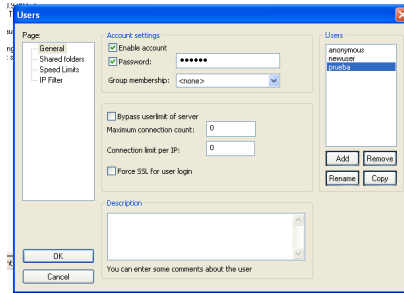 Users
Page:
General
Shared folders
Speed Limits
IP Filter
OK
Cancel
Account settings
Enable account
Password:
••••••
Group membership: <none>
Bypass userlimit of server
Maximum connection count: 0
Connection limit per IP: 0
Force SSL for user login
Description
You can enter some comments about the user
Users
anonymous
newuser
prueba
Add Remove
Rename Copy